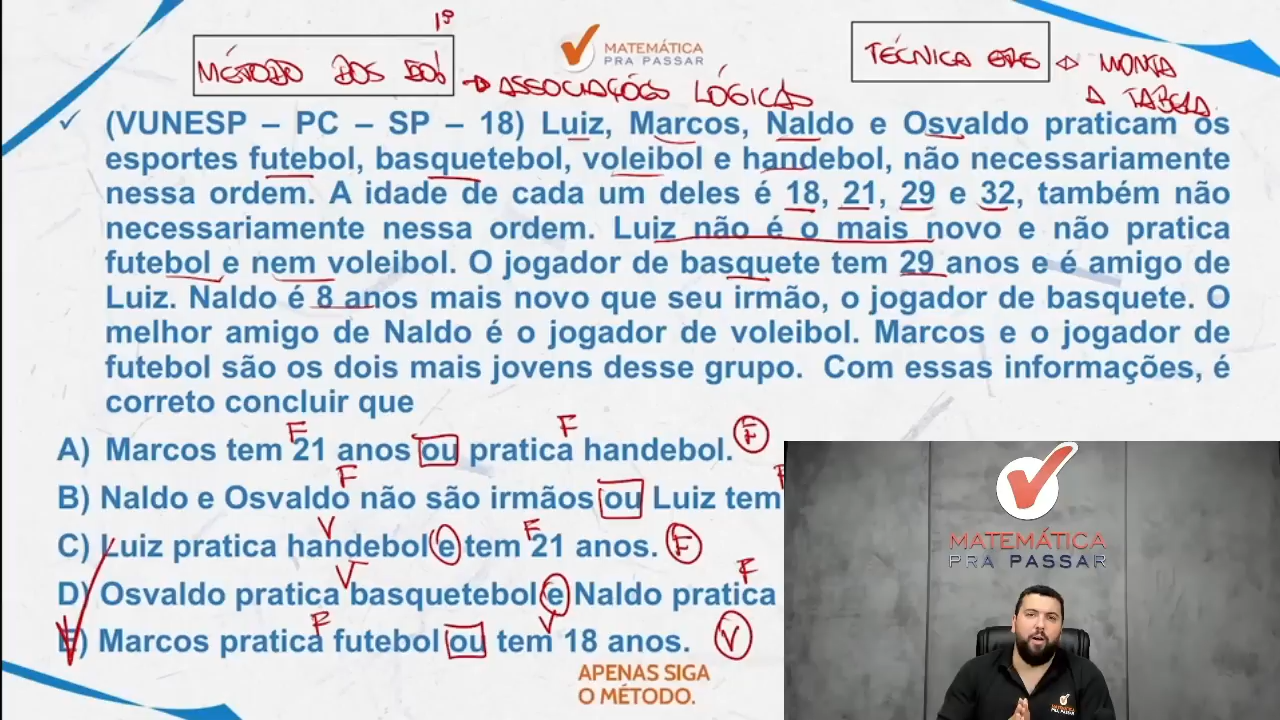 1º
MÉTODO DOS 50'
MATEMÁTICA
PRA PASSAR
TÉCNICA
MONTA
→ ASSOCIAÇÕES LÓGICAS
A TABELA
✓ (VUNESP – PC – SP – 18) Luiz, Marcos, Naldo e Osvaldo praticam os
esportes futebol, basquetebol, voleibol e handebol, não necessariamente
nessa ordem. A idade de cada um deles é 18, 21, 29 e 32, também não
necessariamente nessa ordem. Luiz não é o mais novo e não pratica
futebol e nem voleibol. O jogador de basquete tem 29 anos e é amigo de
Luiz. Naldo é 8 anos mais novo que seu irmão, o jogador de basquete. O
melhor amigo de Naldo é o jogador de voleibol. Marcos e o jogador de
futebol são os dois mais jovens desse grupo. Com essas informações, é
correto concluir que
F F
A) Marcos tem 21 anos ou pratica handebol. F
F
B) Naldo e Osvaldo não são irmãos ou Luiz tem
V F
C) Luiz pratica handebol e tem 21 anos. F
V F
D) Osvaldo pratica basquetebol e Naldo pratica
F V
E) Marcos pratica futebol ou tem 18 anos. V
APENAS SIGA
O MÉTODO.
MATEMÁTICA
PRA PASSAR
MATEMÁTICA
PRA PASSAR